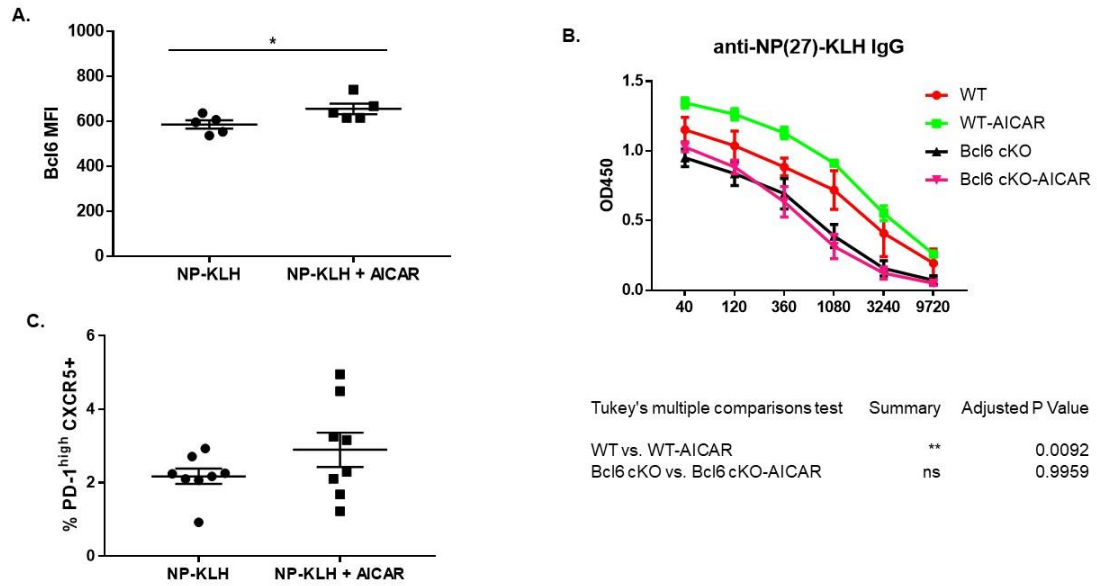 A.
1000
800
600
400
200
0
Bcl6 MFI
*
NP-KLH
NP-KLH + AICAR
B.
anti-NP(27)-KLH IgG
1.5
1.0
0.5
0.0
OD450
40 120 360 1080 3240 9720
WT
WT-AICAR
Bcl6 cKO
Bcl6 cKO-AICAR
C.
6
4
2
0
% PD-1high CXCR5+
NP-KLH
NP-KLH + AICAR
Tukey's multiple comparisons test Summary Adjusted P Value
WT vs. WT-AICAR ** 0.0092
Bcl6 cKO vs. Bcl6 cKO-AICAR ns 0.9959